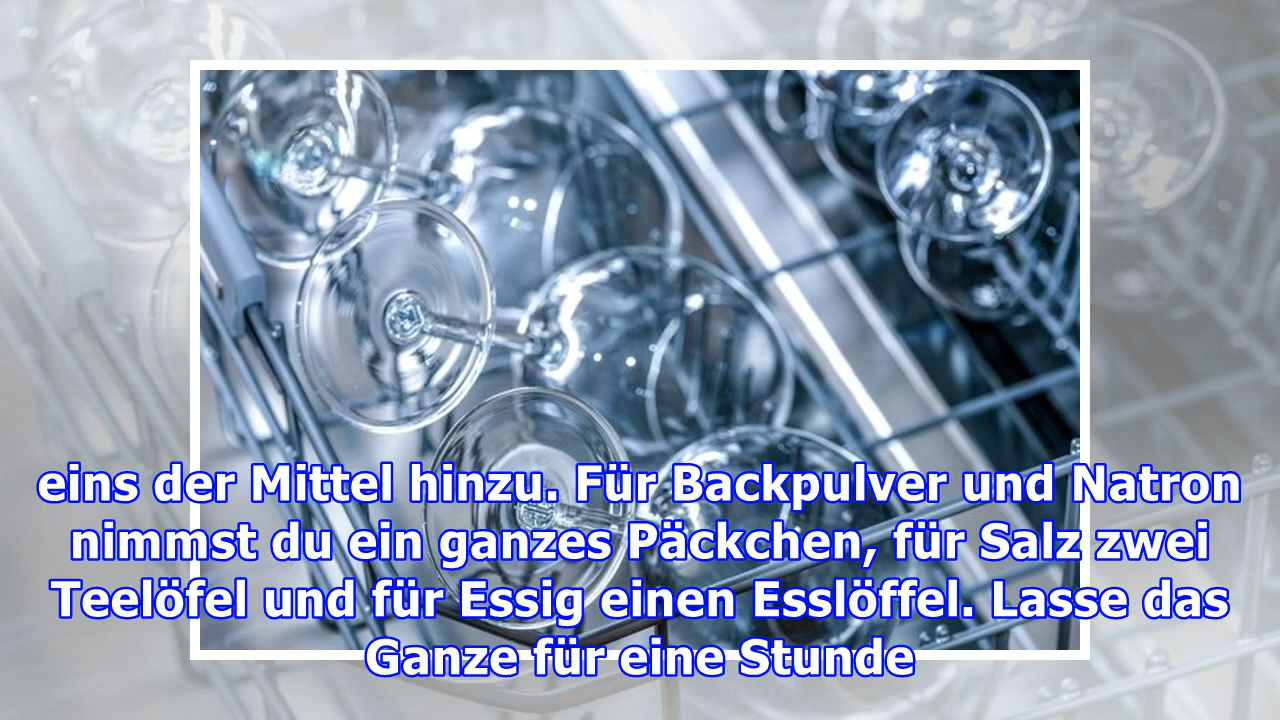 eins der Mittel hinzu. Für Backpulver und Natron
nimmst du ein ganzes Päckchen, für Salz zwei
Teelöfel und für Essig einen Esslöffel. Lasse das
Ganze für eine Stunde